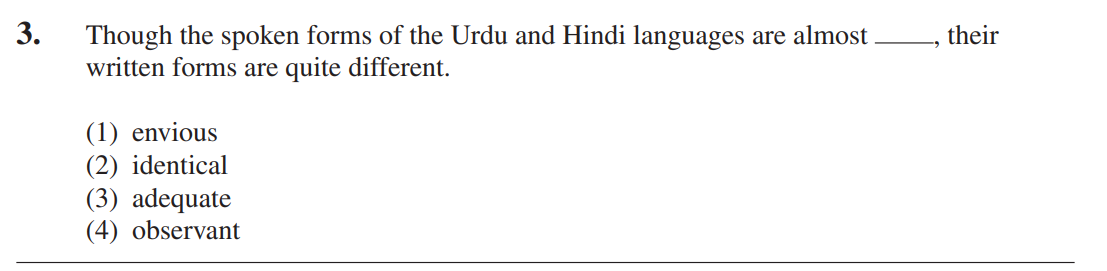 3. Though the spoken forms of the Urdu and Hindi languages are almost _____, their
written forms are quite different.
(1) envious
(2) identical
(3) adequate
(4) observant